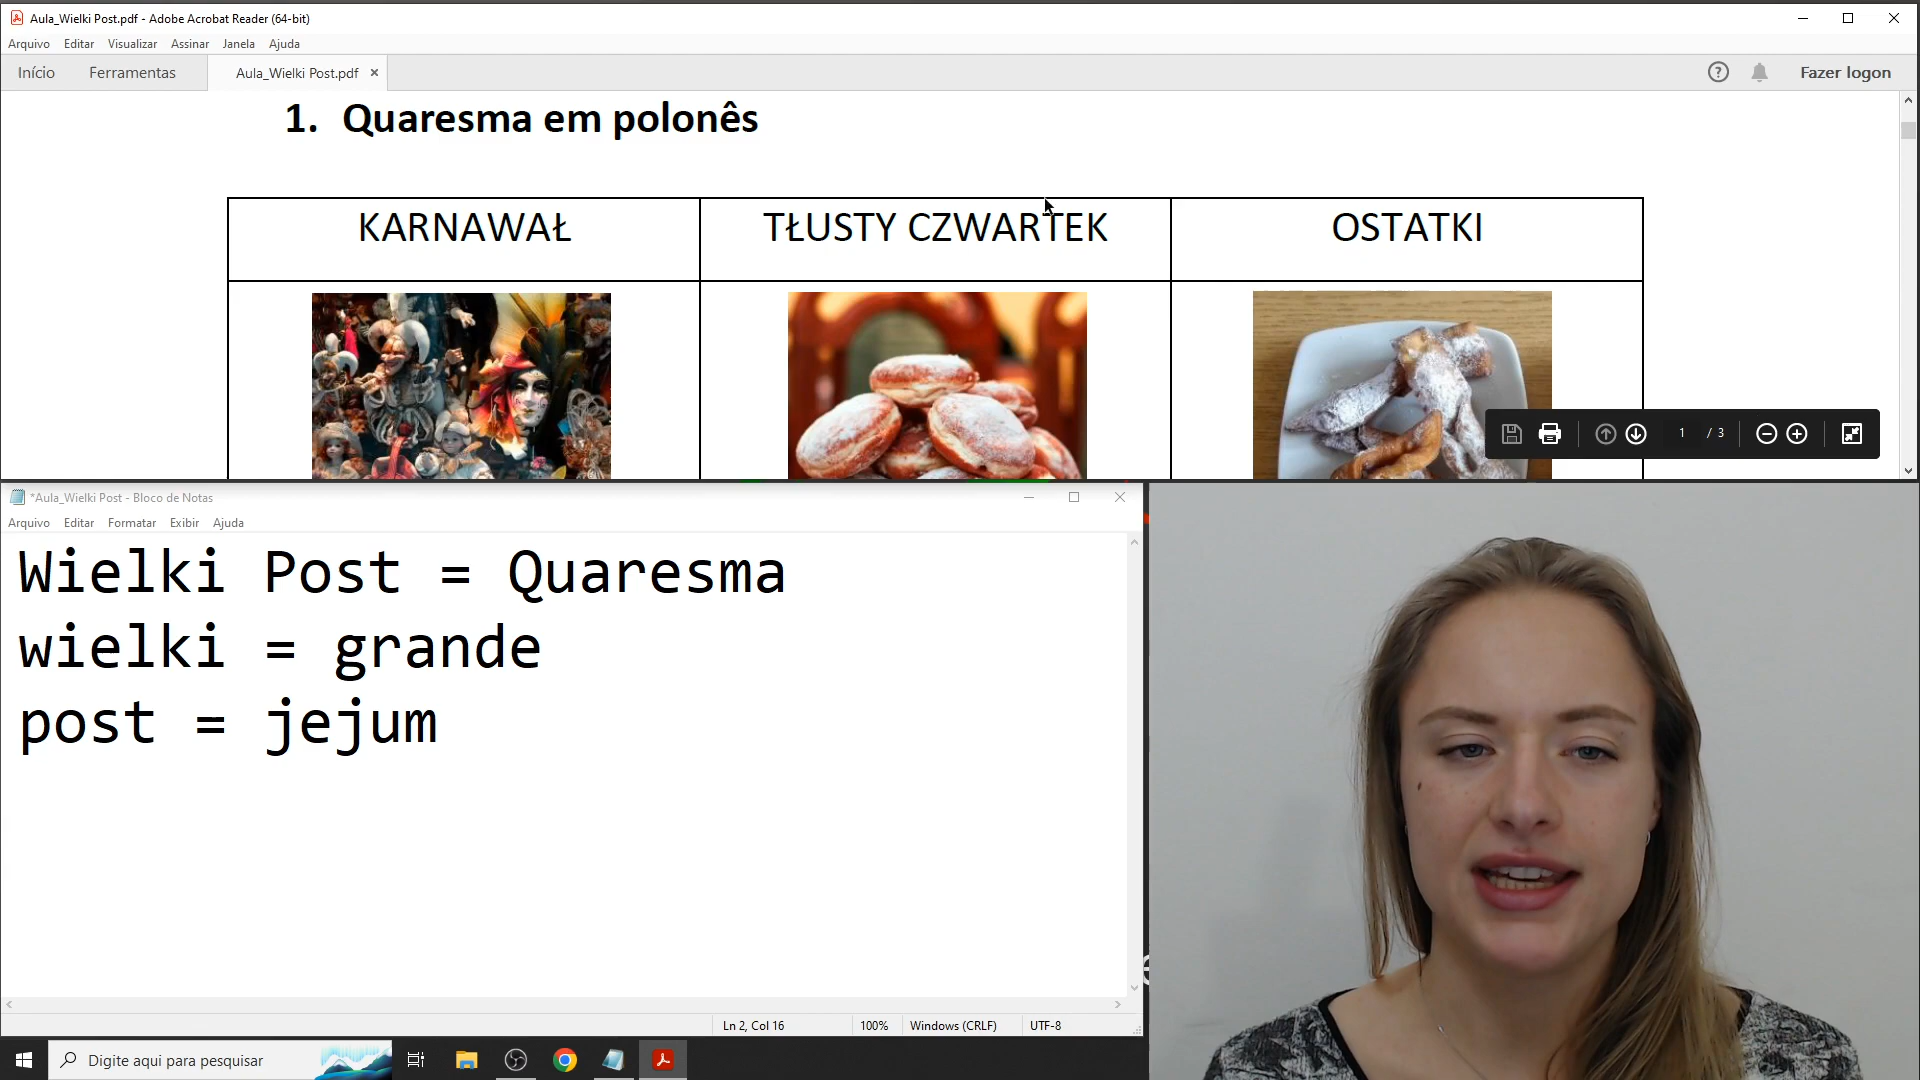 Aula_Wielki Post.pdf - Adobe Acrobat Reader (64-bit)
Arquivo Editar Visualizar Assinar Janela Ajuda
Início Ferramentas Aula_Wielki Post.pdf Fazer logon
1. Quaresma em polonês
KARNAWAŁ TŁUSTY CZWARTEK OSTATKI
1 / 3
*Aula_Wielki Post - Bloco de Notas
Arquivo Editar Formatar Exibir Ajuda
Wielki Post = Quaresma
wielki = grande
post = jejum
Ln 2, Col 16 100% Windows (CRLF) UTF-8
Digite aqui para pesquisar